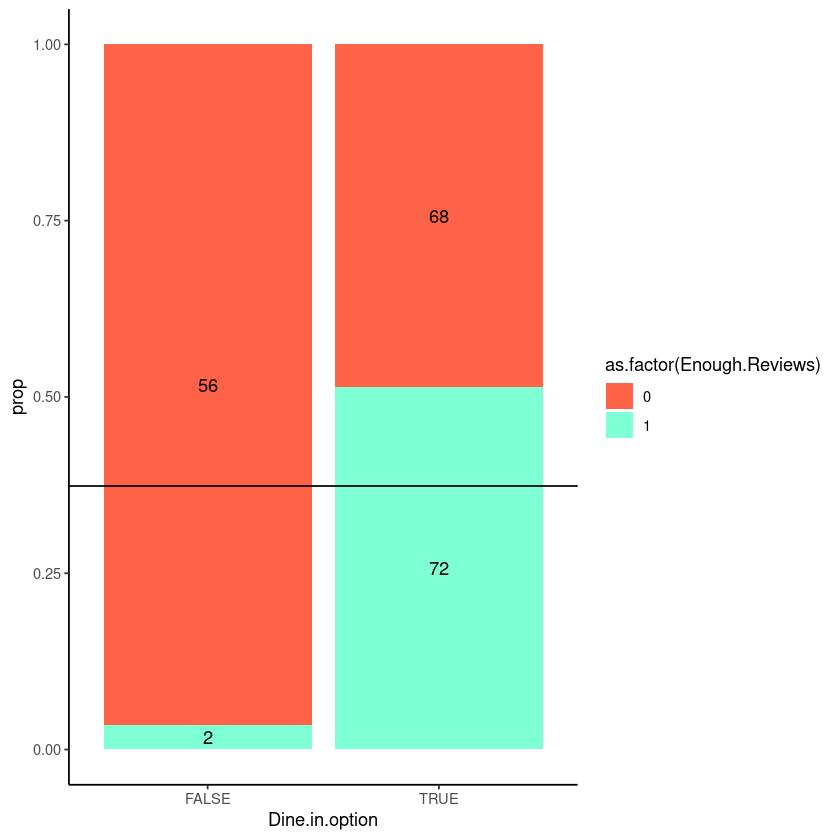 1.00
0.75
0.50
0.25
0.00
prop
56
2
68
72
FALSE
TRUE
Dine.in.option
as.factor(Enough.Reviews)
0
1